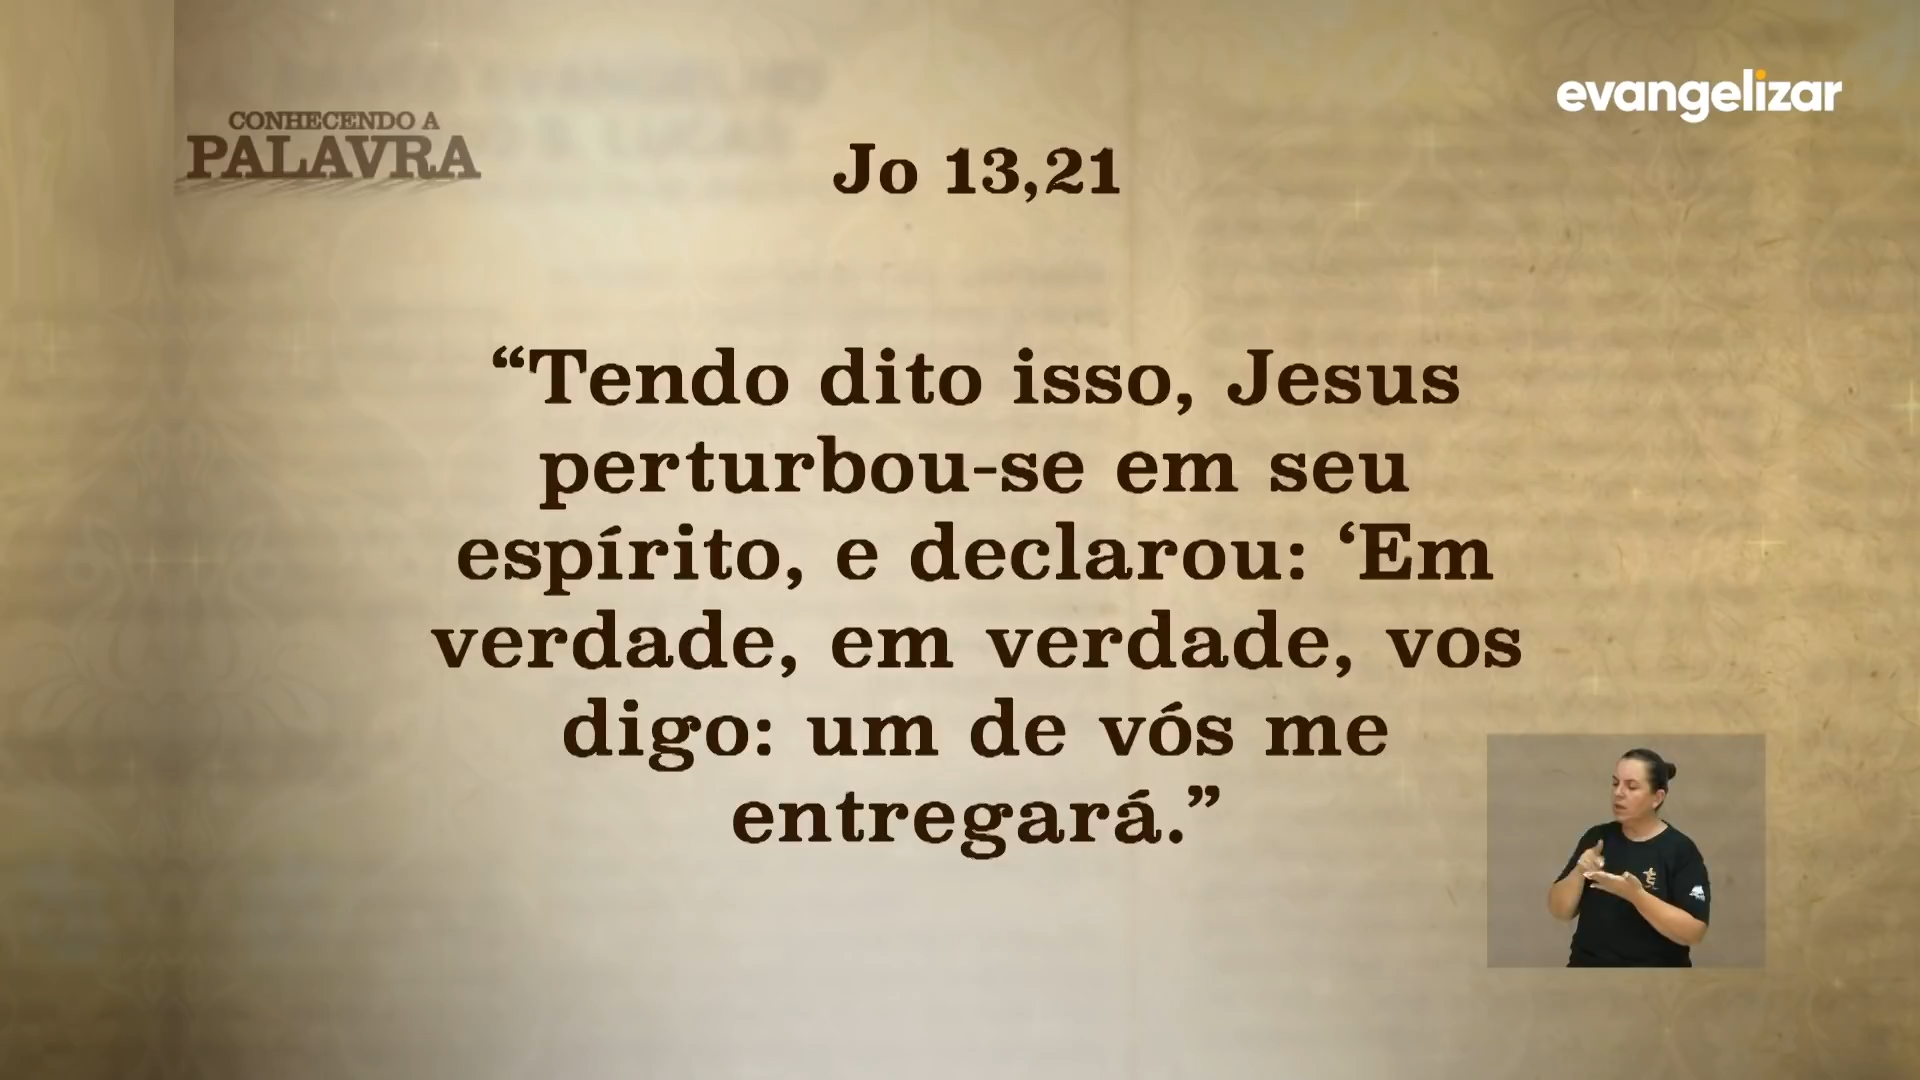 CONHECENDO A
PALAVRA
evangelizar
Jo 13,21
“Tendo dito isso, Jesus
perturbou-se em seu
espírito, e declarou: ‘Em
verdade, em verdade, vos
digo: um de vós me
entregará.”